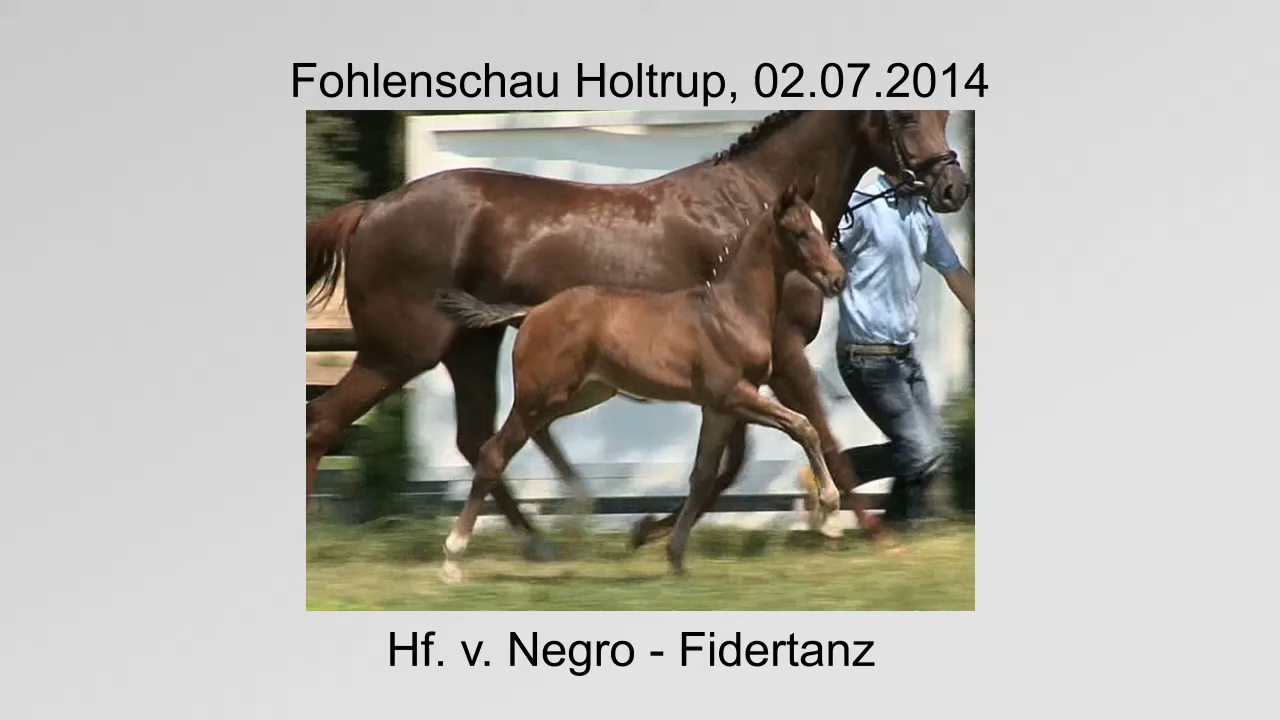 Fohlenschau Holtrup, 02.07.2014
Hf. v. Negro - Fidertanz